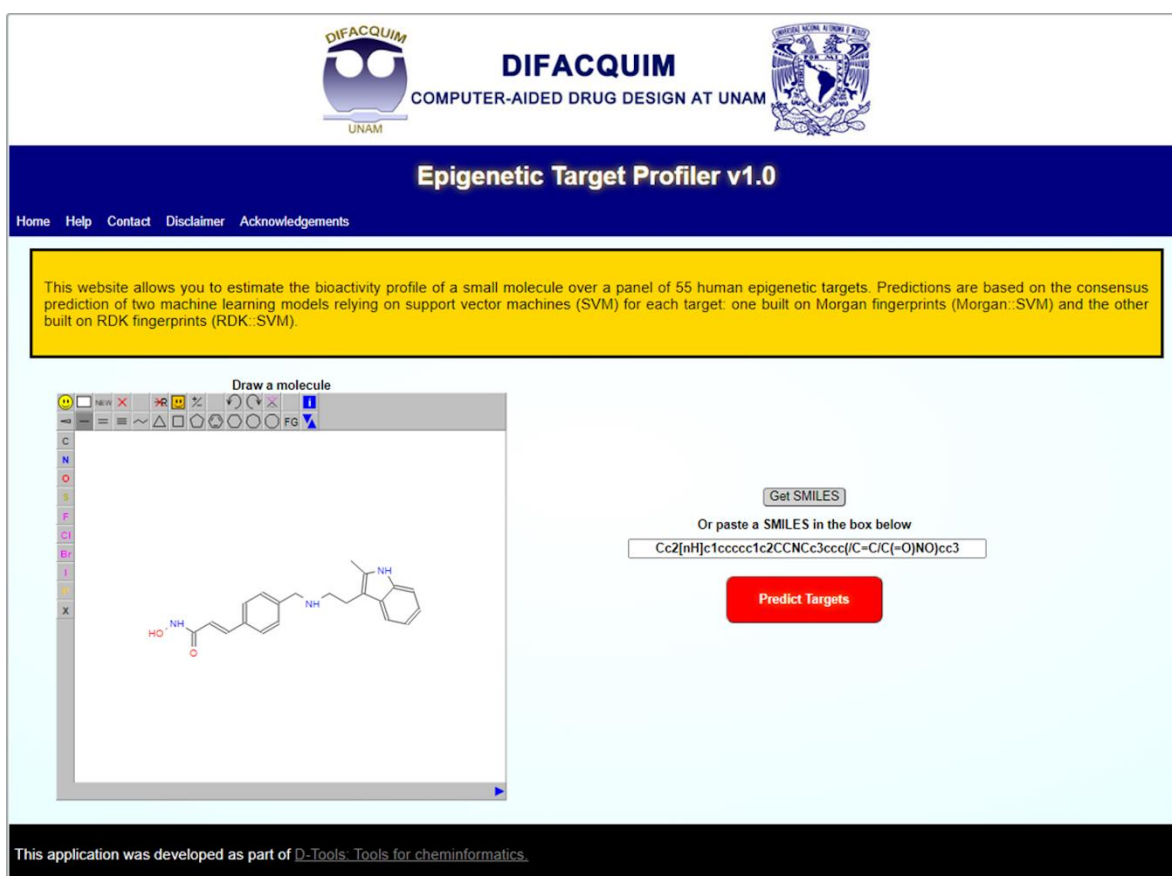 DIFACQUIM
UNAM
DIFACQUIM
COMPUTER-AIDED DRUG DESIGN AT UNAM
Epigenetic Target Profiler v1.0
Home Help Contact Disclaimer Acknowledgements
This website allows you to estimate the bioactivity profile of a small molecule over a panel of 55 human epigenetic targets. Predictions are based on the consensus
prediction of two machine learning models relying on support vector machines (SVM) for each target: one built on Morgan fingerprints (Morgan::SVM) and the other
built on RDK fingerprints (RDK::SVM).
Draw a molecule
NEW
FG
C
N
O
S
F
Cl
Br
I
P
X
NH
NH
NH
HO
O
Get SMILES
Or paste a SMILES in the box below
Cc2[nH]c1ccccc1c2CCNCc3ccc(/C=C/C(=O)NO)cc3
Predict Targets
This application was developed as part of D-Tools: Tools for cheminformatics.